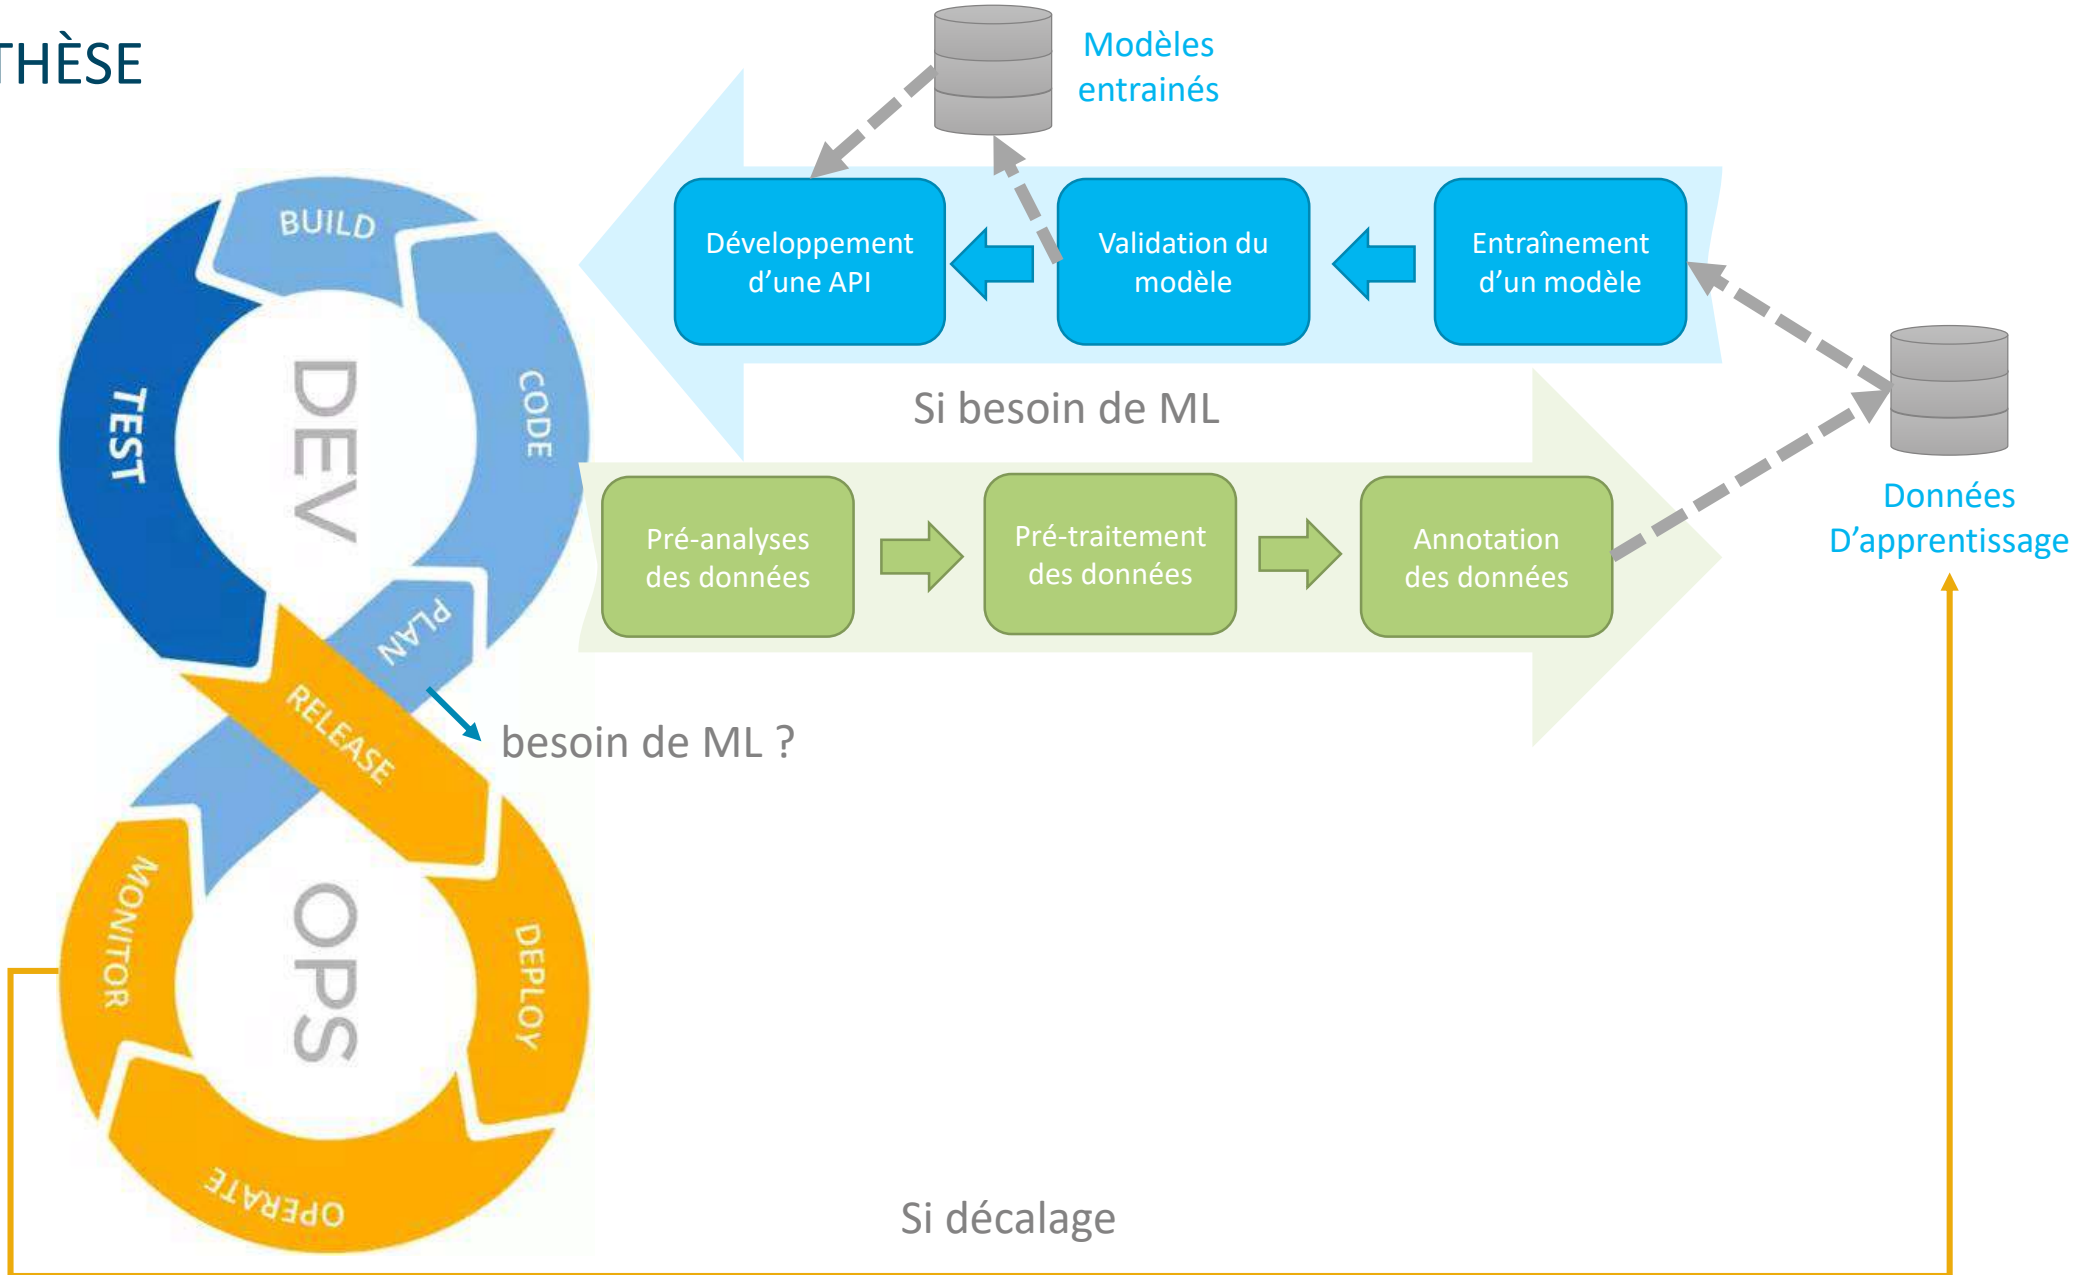 THÈSE
Modèles
entrainés
Développement
d’une API
Validation du
modèle
Entraînement
d’un modèle
Si besoin de ML
Données
D’apprentissage
Pré-analyses
des données
Pré-traitement
des données
Annotation
des données
besoin de ML ?
BUILD
CODE
TEST
DEV
PLAN
RELEASE
MONITOR
OPS
DEPLOY
OPERATE
Si décalage